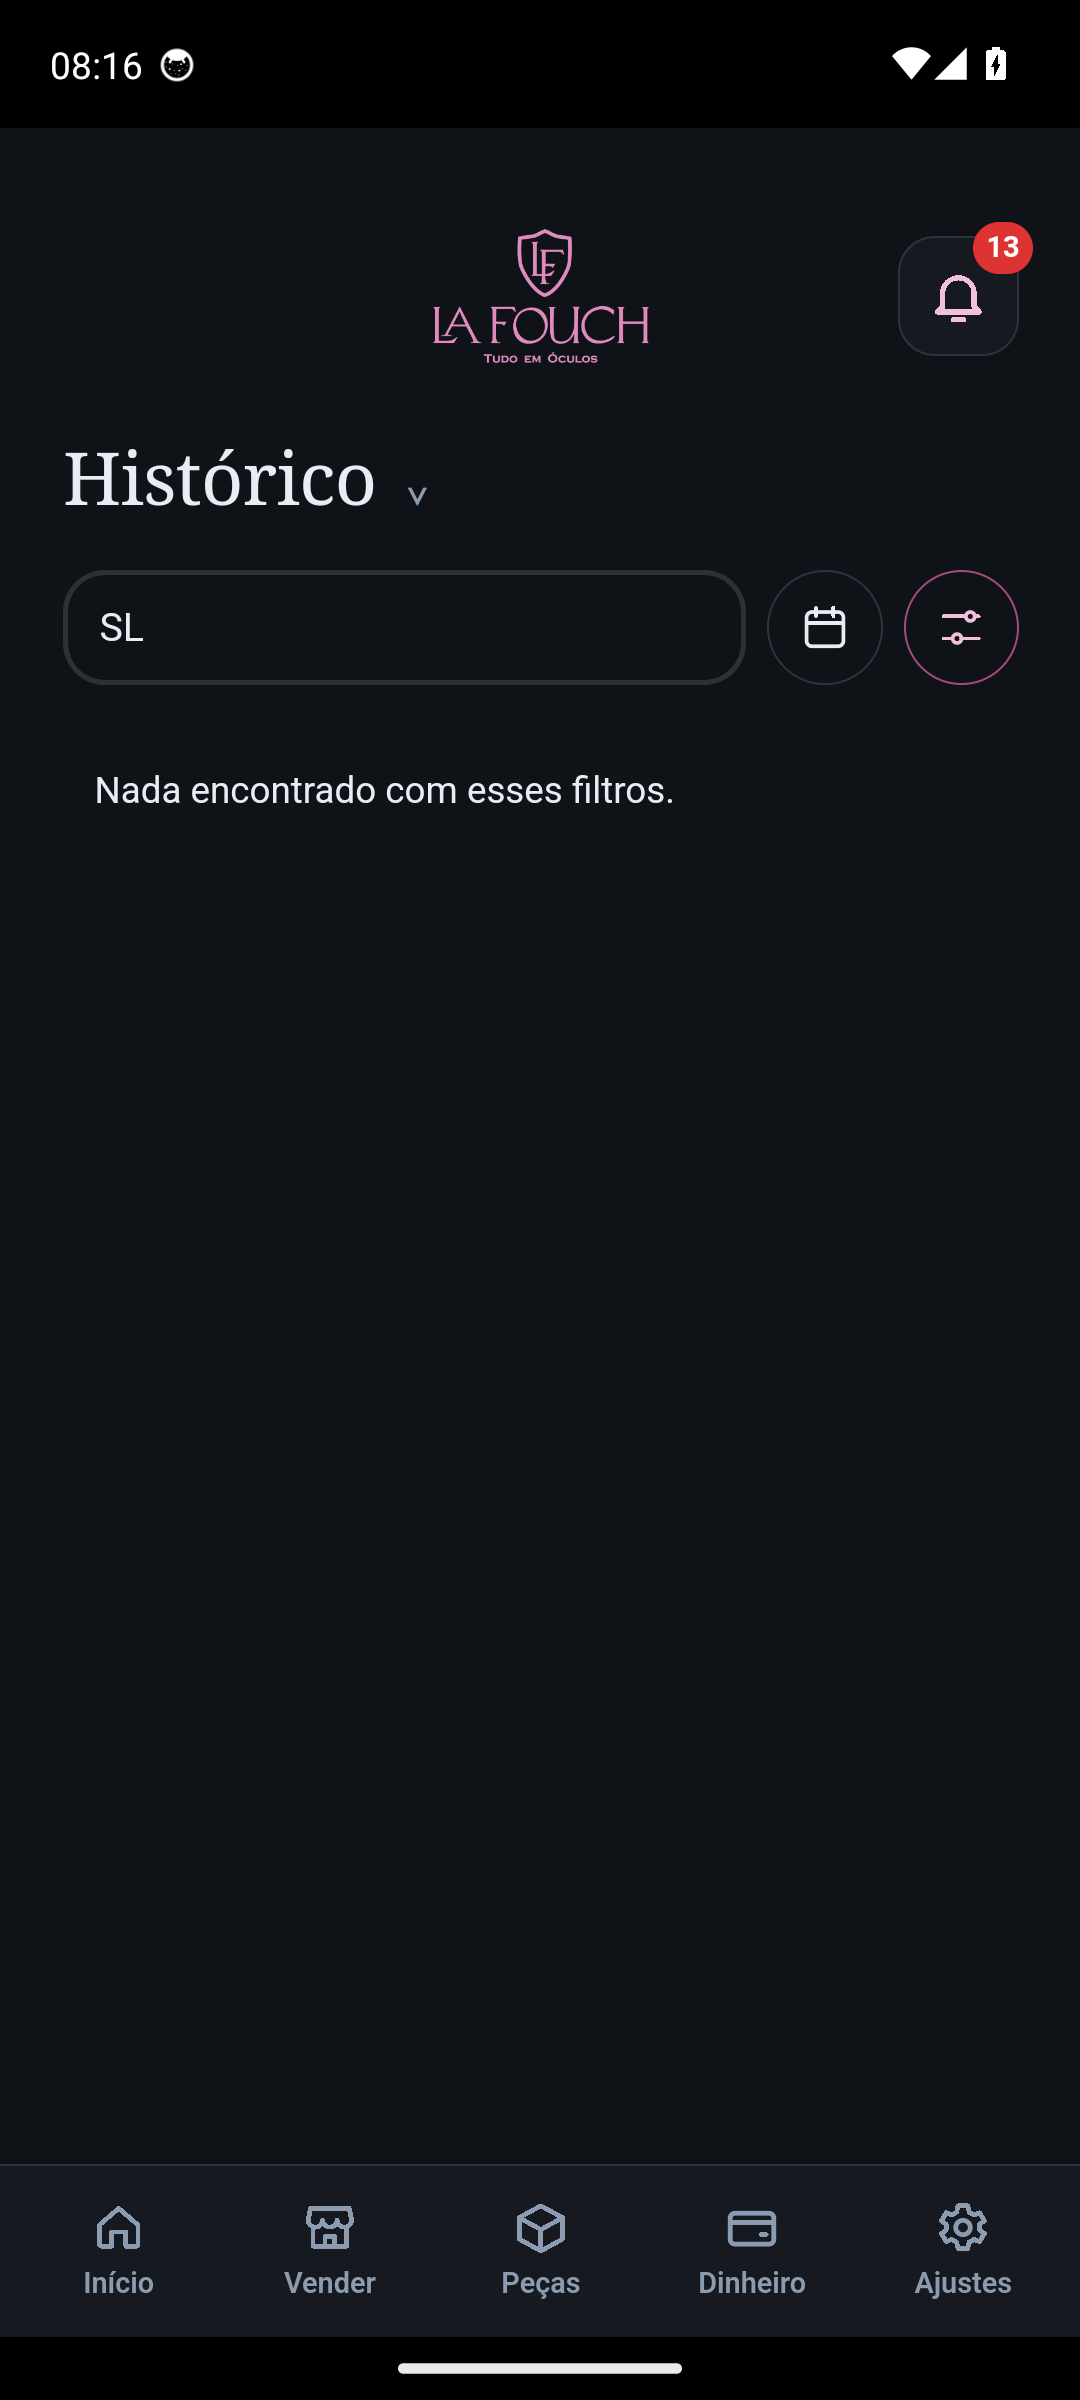 08:16
13
LF
LA FOUCH
TUDO EM ÓCULOS
Histórico
SL
Nada encontrado com esses filtros.
Início
Vender
Peças
Dinheiro
Ajustes